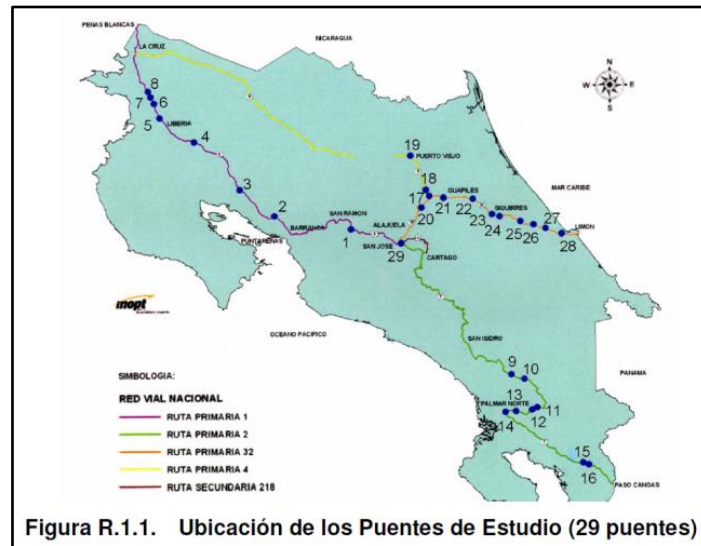 PEÑAS BLANCAS
NICARAGUA
LA CRUZ
N
W E
S
8
7 6
5 LIBERIA
4
19 PUERTO VIEJO
3
18
17
GUAPILES
MAR CARIBE
20 21 22
SIQUIRRES
23 24 25 26 27 28
LIMON
2
SAN RAMON
ALAJUELA
BARRANCA
PUNTARENAS
1
SAN JOSE
29
CARTAGO
mopt
OCEANO PACIFICO
SAN ISIDRO
PANAMA
9 10
SIMBOLOGIA:
RED VIAL NACIONAL
13 PALMAR NORTE
14 12 11
RUTA PRIMARIA 1
RUTA PRIMARIA 2
RUTA PRIMARIA 32
RUTA PRIMARIA 4
RUTA SECUNDARIA 218
15
16
PASO CANOAS
Figura R.1.1. Ubicación de los Puentes de Estudio (29 puentes)